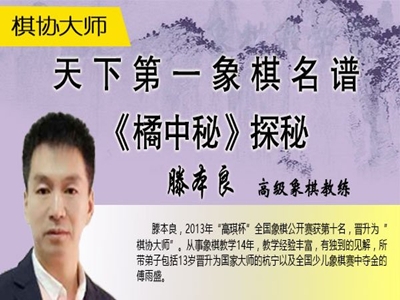 棋协大师
天下第一象棋名谱
《橘中秘》探秘
滕本良 高级象棋教练
滕本良，2013年“高琪杯”全国象棋公开赛获第十名，晋升为“
棋协大师”。从事象棋教学14年，教学经验丰富，有独到的见解，所
带弟子包括13岁晋升为国家大师的杭宁以及全国少儿象棋赛中夺金的
傅雨盛。